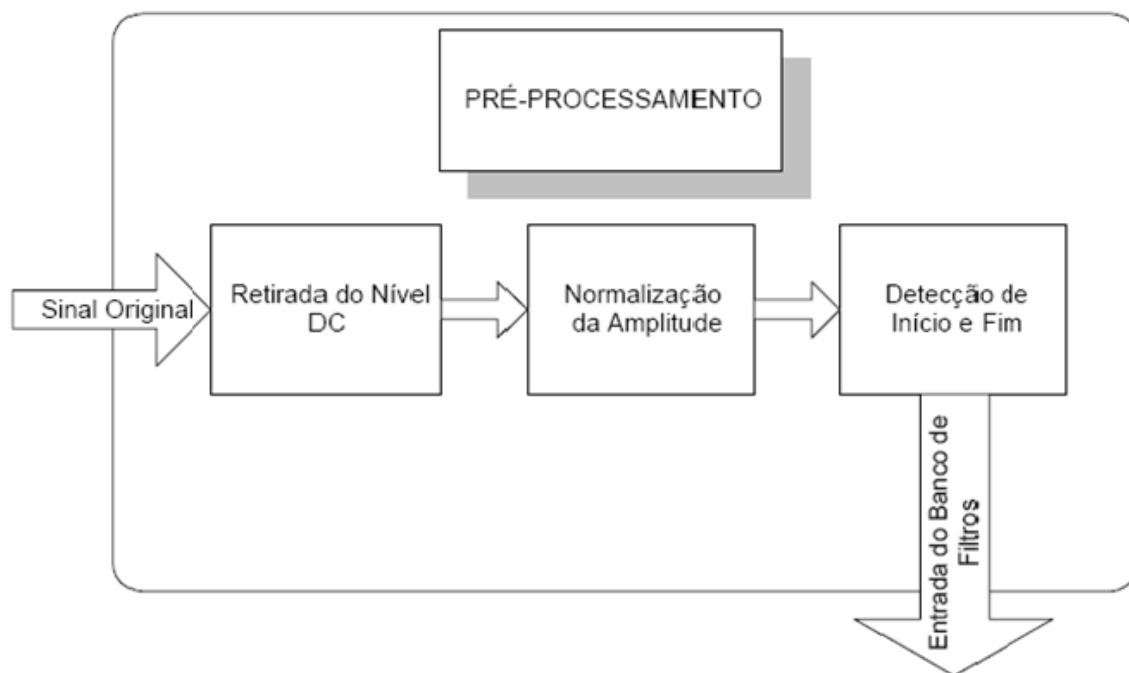 PRÉ-PROCESSAMENTO
Sinal Original
Retirada do Nível
DC
Normalização
da Amplitude
Detecção de
Início e Fim
Entrada do Banco de
Filtros